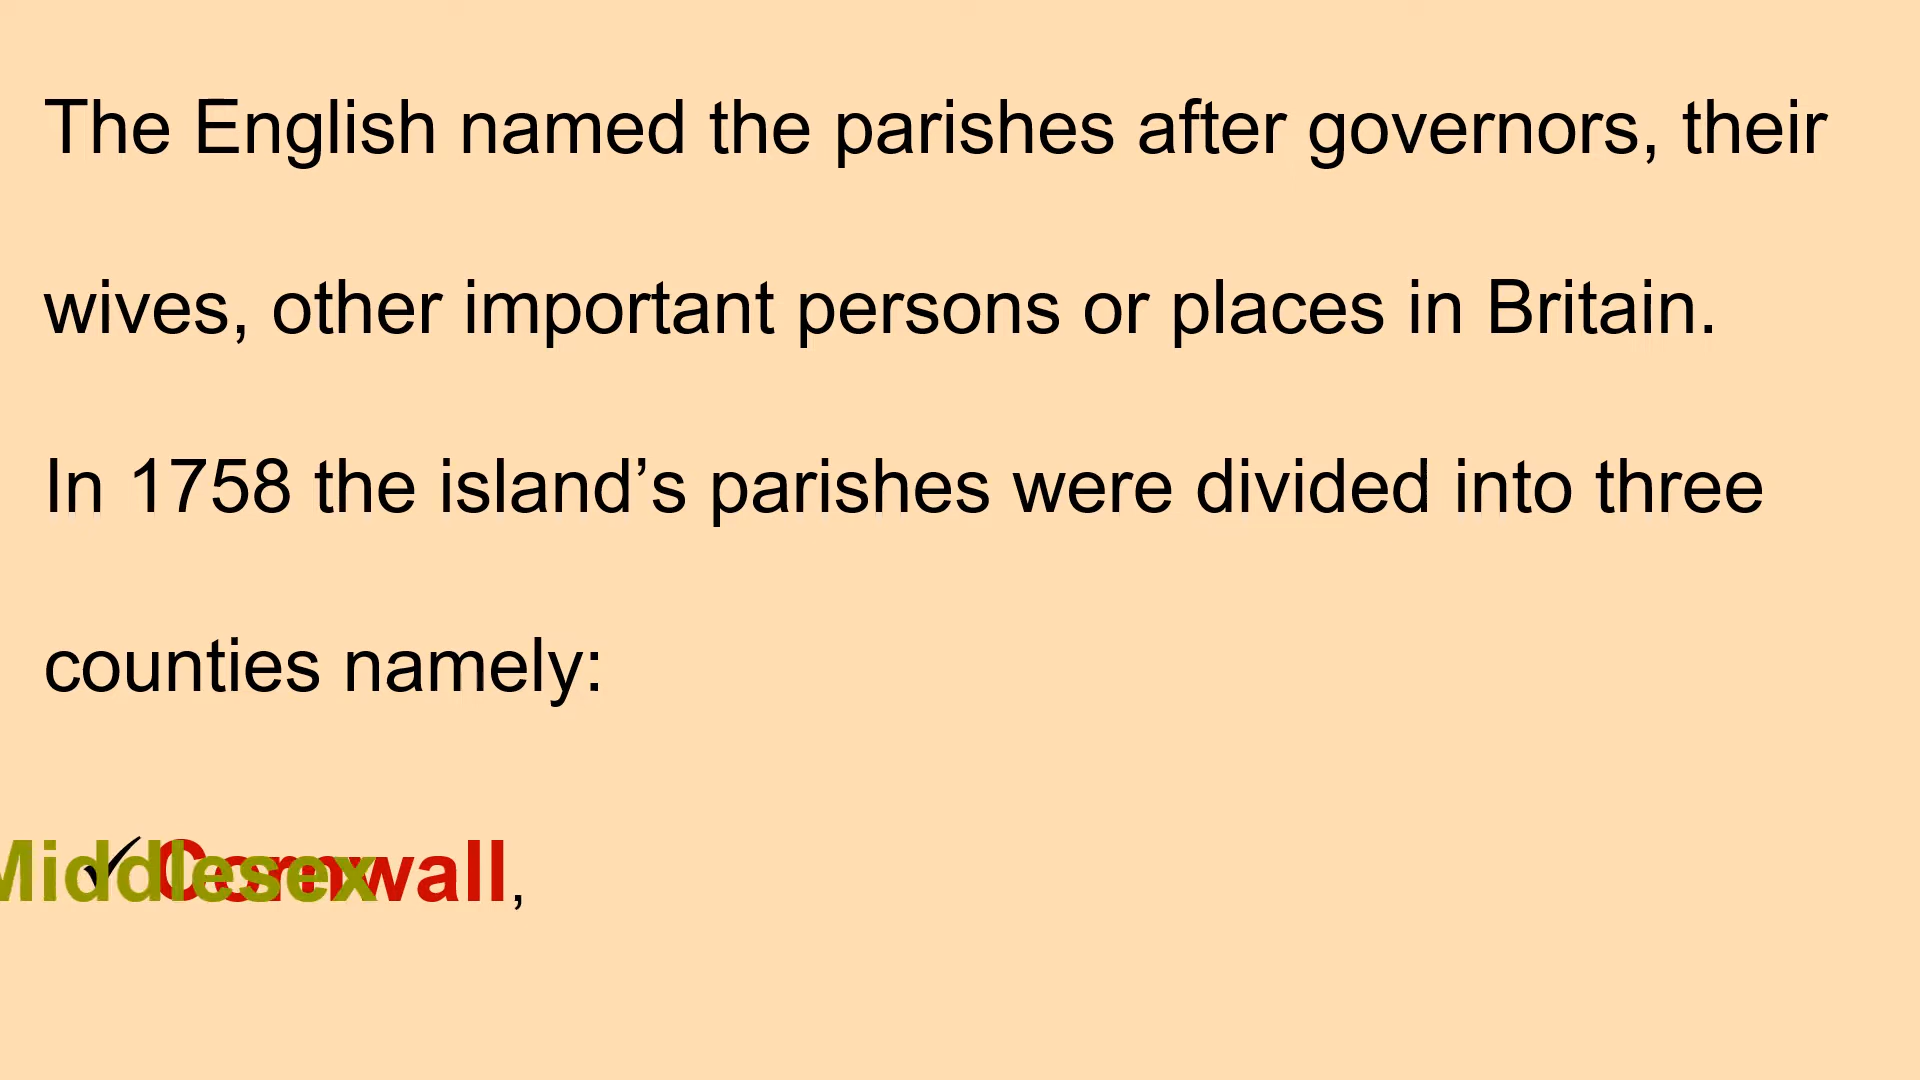 The English named the parishes after governors, their
wives, other important persons or places in Britain.
In 1758 the island’s parishes were divided into three
counties namely:
✓ Cornwall,
Middlesex